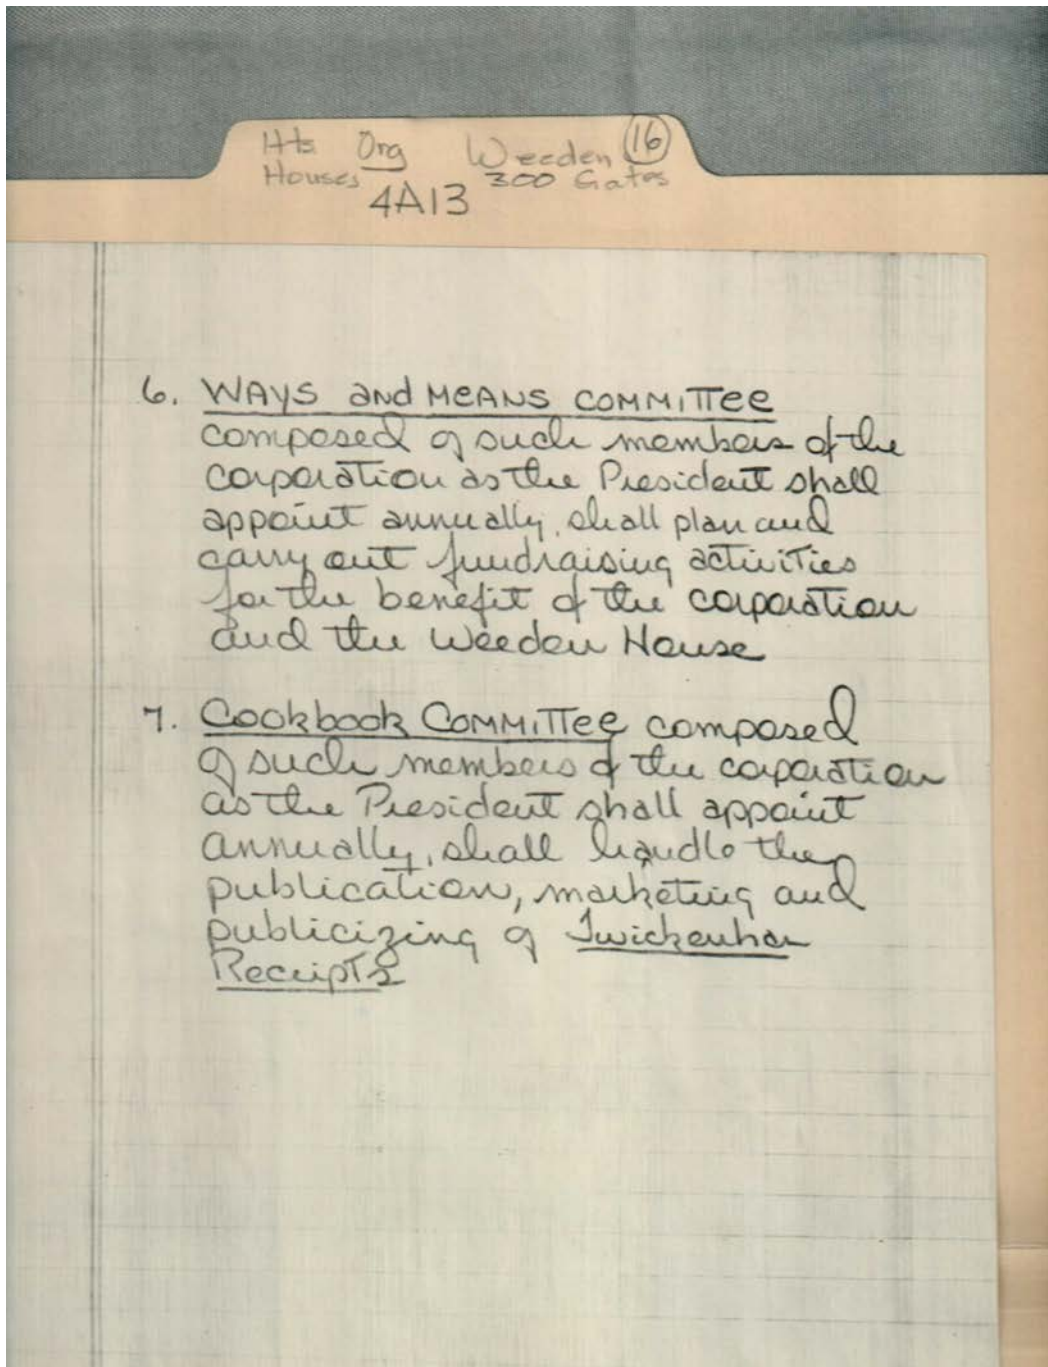 Hts Org Weeden 16
Houses 300 Gates
4A13
6. WAYS and MEANS COMMITTee
composed of such members of the
corporation as the President shall
appoint annually, shall plan and
carry out fundraising activities
for the benefit of the corporation
and the Weeden House
7. Cookbook COMMITTee composed
of such members of the corporation
as the President shall appoint
annually, shall handle the
publication, marketing and
publicizing of Twickenham
Receipts